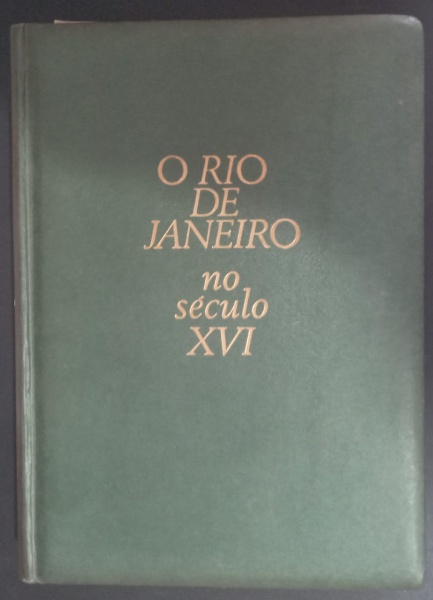 O RIO
DE
JANEIRO
no
século
XVI